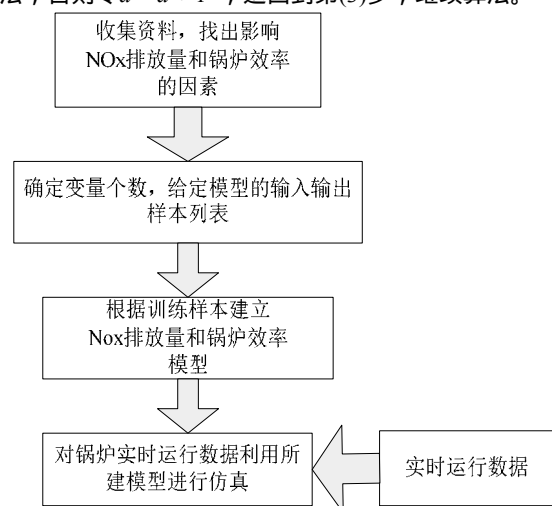 收集资料，找出影响
NOx排放量和锅炉效率
的因素
确定变量个数，给定模型的输入输出
样本列表
根据训练样本建立
Nox排放量和锅炉效率
模型
对锅炉实时运行数据利用所
建模型进行仿真
实时运行数据